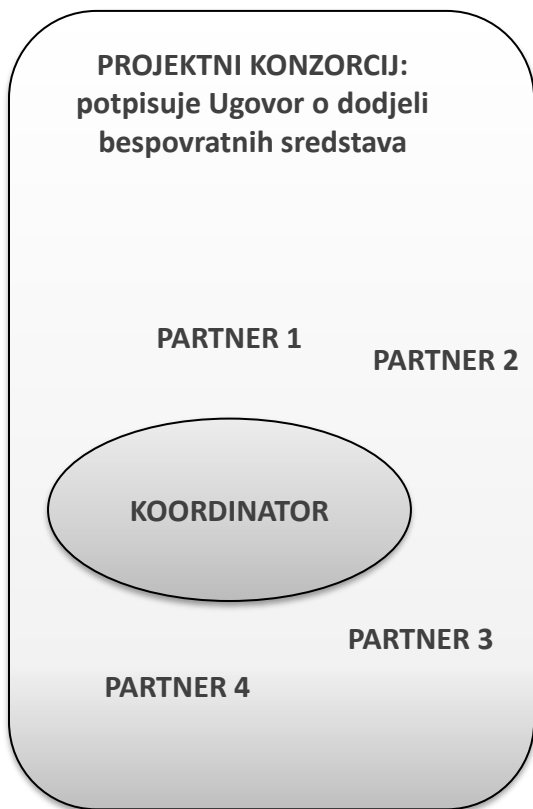 PROJEKTNI KONZORCIJ:
potpisuje Ugovor o dodjeli
bespovratnih sredstava
PARTNER 1
PARTNER 2
KOORDINATOR
PARTNER 3
PARTNER 4